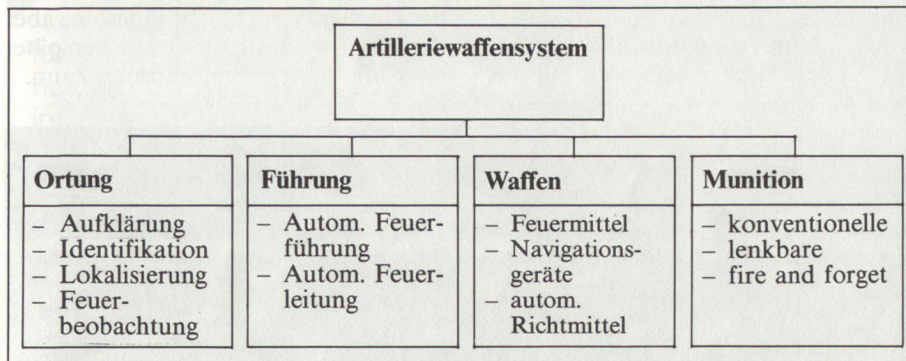 Artilleriewaffensystem
Ortung
– Aufklärung
– Identifikation
– Lokalisierung
– Feuer-
beobachtung
Führung
– Autom. Feuer-
führung
– Autom. Feuer-
leitung
Waffen
– Feuermittel
– Navigations-
geräte
– autom.
Richtmittel
Munition
– konventionelle
– lenkbare
– fire and forget